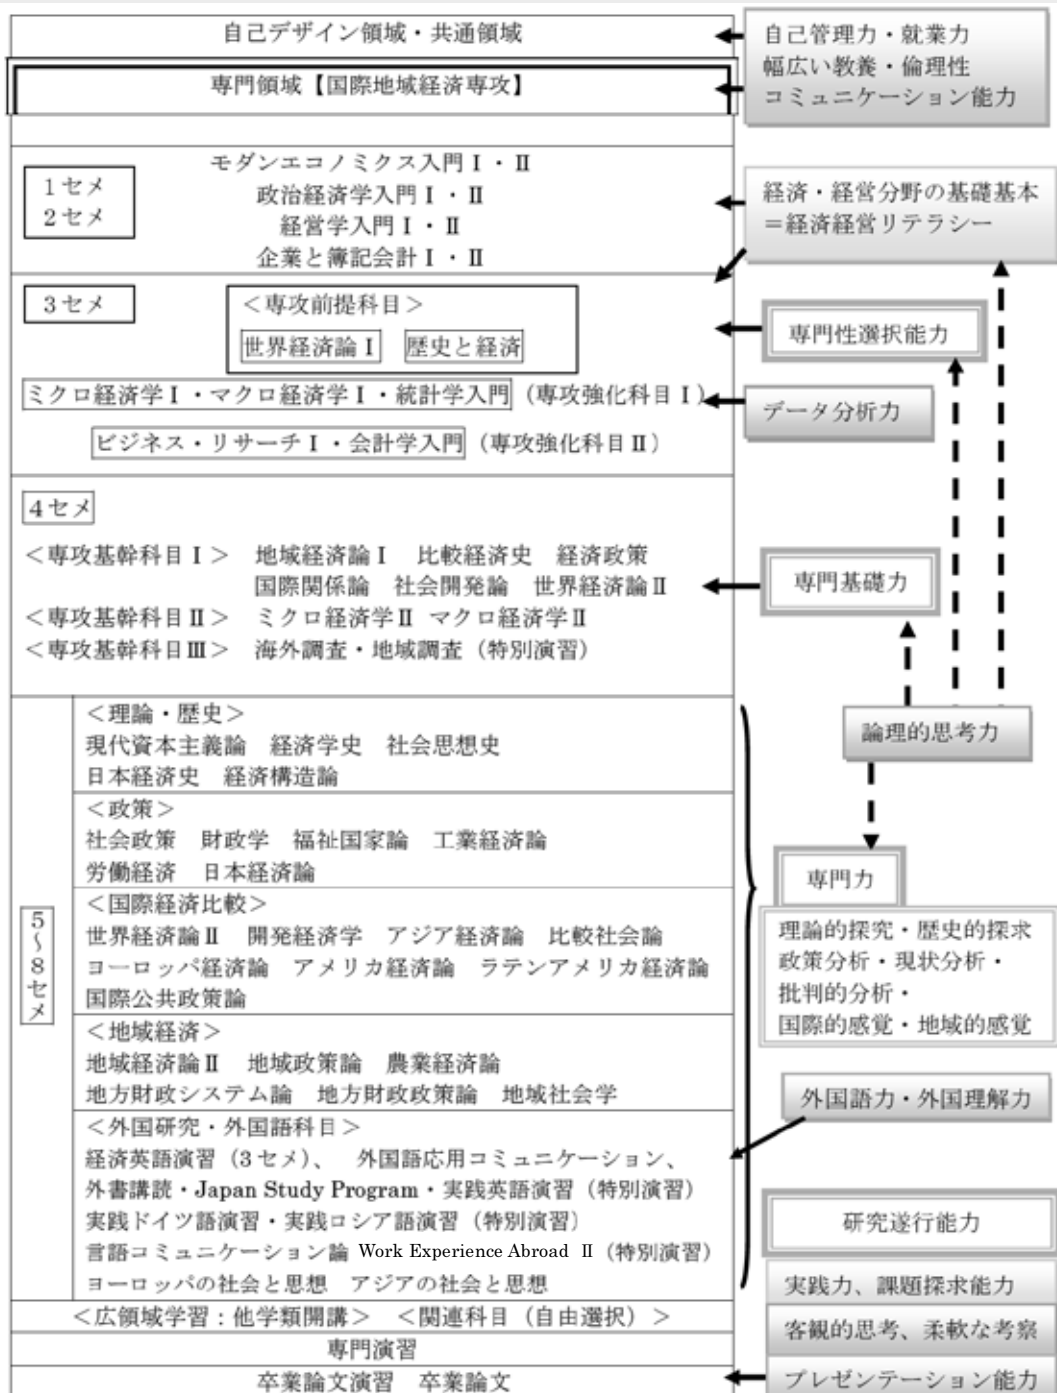 自己デザイン領域・共通領域
専門領域【国際地域経済専攻】
自己管理力・就業力
幅広い教養・倫理性
コミュニケーション能力
1セメ
2セメ
モダンエコノミクス入門Ⅰ・Ⅱ
政治経済学入門Ⅰ・Ⅱ
経営学入門Ⅰ・Ⅱ
企業と簿記会計Ⅰ・Ⅱ
経済・経営分野の基礎基本
＝経済経営リテラシー
3セメ
＜専攻前提科目＞
世界経済論Ⅰ 歴史と経済
専門性選択能力
ミクロ経済学Ⅰ・マクロ経済学Ⅰ・統計学入門（専攻強化科目Ⅰ）
データ分析力
ビジネス・リサーチⅠ・会計学入門（専攻強化科目Ⅱ）
4セメ
＜専攻基幹科目Ⅰ＞ 地域経済論Ⅰ 比較経済史 経済政策
国際関係論 社会開発論 世界経済論Ⅱ
＜専攻基幹科目Ⅱ＞ ミクロ経済学Ⅱ マクロ経済学Ⅱ
＜専攻基幹科目Ⅲ＞ 海外調査・地域調査（特別演習）
専門基礎力
論理的思考力
5～8セメ
＜理論・歴史＞
現代資本主義論 経済学史 社会思想史
日本経済史 経済構造論
＜政策＞
社会政策 財政学 福祉国家論 工業経済論
労働経済 日本経済論
＜国際経済比較＞
世界経済論Ⅱ 開発経済学 アジア経済論 比較社会論
ヨーロッパ経済論 アメリカ経済論 ラテンアメリカ経済論
国際公共政策論
＜地域経済＞
地域経済論Ⅱ 地域政策論 農業経済論
地方財政システム論 地方財政政策論 地域社会学
＜外国研究・外国語科目＞
経済英語演習（3セメ）、 外国語応用コミュニケーション、
外書講読・Japan Study Program・実践英語演習（特別演習）
実践ドイツ語演習・実践ロシア語演習（特別演習）
言語コミュニケーション論 Work Experience Abroad Ⅱ（特別演習）
ヨーロッパの社会と思想 アジアの社会と思想
専門力
理論的探究・歴史的探求
政策分析・現状分析・
批判的分析・
国際的感覚・地域的感覚
外国語力・外国理解力
研究遂行能力
実践力、課題探求能力
客観的思考、柔軟な考察
プレゼンテーション能力
＜広領域学習：他学類開講＞ ＜関連科目（自由選択）＞
専門演習
卒業論文演習 卒業論文